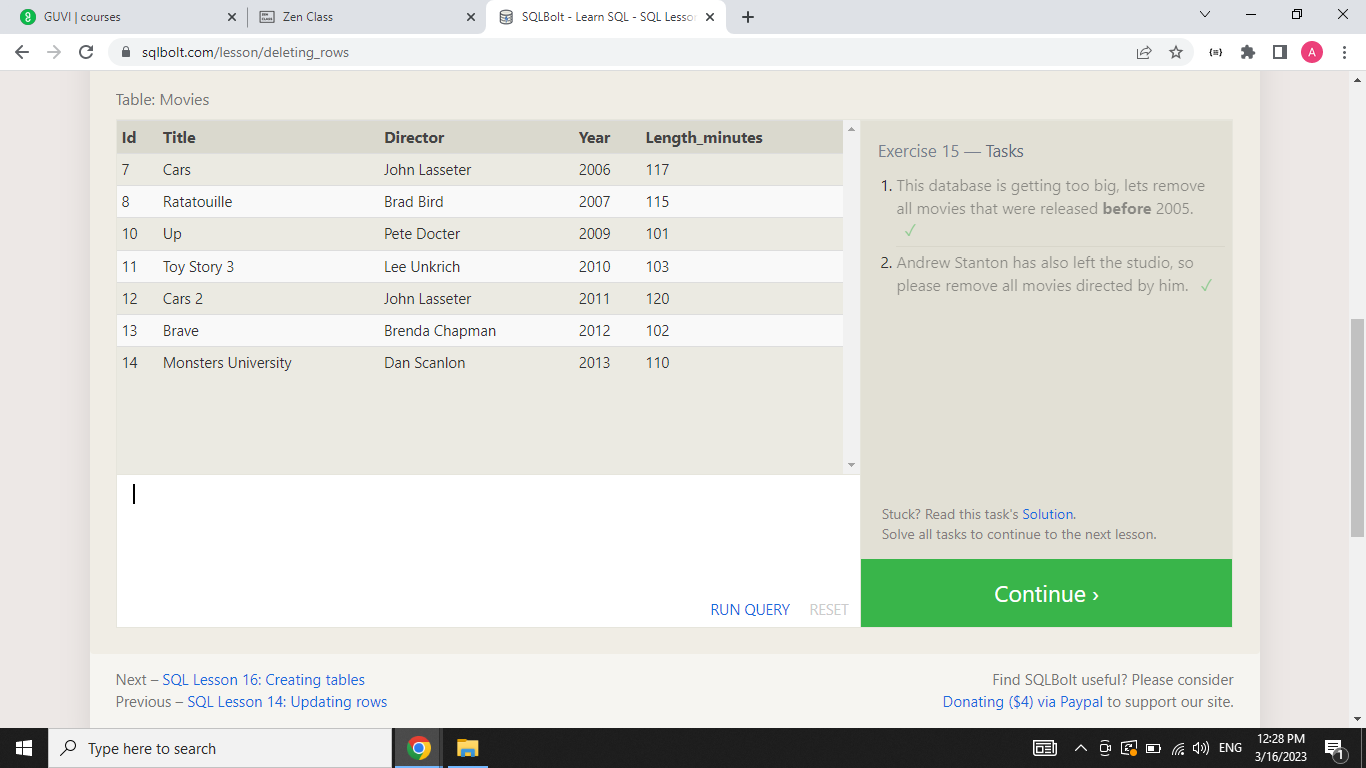 GUVI | courses
Zen Class
SQLBolt - Learn SQL - SQL Lesso
sqlbolt.com/lesson/deleting_rows
A
Table: Movies
Id Title Director Year Length_minutes
7 Cars John Lasseter 2006 117
8 Ratatouille Brad Bird 2007 115
10 Up Pete Docter 2009 101
11 Toy Story 3 Lee Unkrich 2010 103
12 Cars 2 John Lasseter 2011 120
13 Brave Brenda Chapman 2012 102
14 Monsters University Dan Scanlon 2013 110
RUN QUERY RESET
Exercise 15 — Tasks
1. This database is getting too big, lets remove
all movies that were released before 2005.
✓
2. Andrew Stanton has also left the studio, so
please remove all movies directed by him. ✓
Stuck? Read this task's Solution.
Solve all tasks to continue to the next lesson.
Continue ›
Next – SQL Lesson 16: Creating tables
Previous – SQL Lesson 14: Updating rows
Find SQLBolt useful? Please consider
Donating ($4) via Paypal to support our site.
Type here to search
ENG
12:28 PM
3/16/2023
1